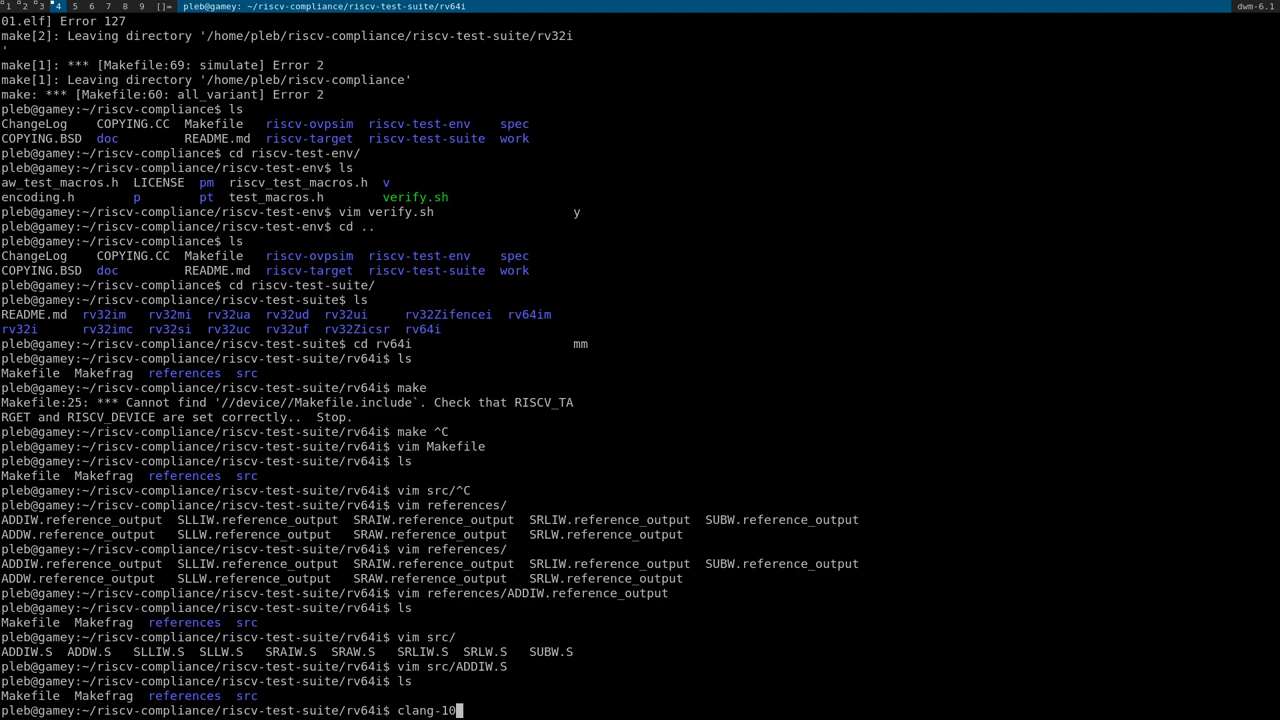 1 2 3 4 5 6 7 8 9 []= pleb@gamey: ~/riscv-compliance/riscv-test-suite/rv64i dwm-6.1
01.elf] Error 127
make[2]: Leaving directory '/home/pleb/riscv-compliance/riscv-test-suite/rv32i
'
make[1]: *** [Makefile:69: simulate] Error 2
make[1]: Leaving directory '/home/pleb/riscv-compliance'
make: *** [Makefile:60: all_variant] Error 2
pleb@gamey:~/riscv-compliance$ ls
ChangeLog    COPYING.CC  Makefile   riscv-ovpsim  riscv-test-env    spec
COPYING.BSD  doc         README.md  riscv-target  riscv-test-suite  work
pleb@gamey:~/riscv-compliance$ cd riscv-test-env/
pleb@gamey:~/riscv-compliance/riscv-test-env$ ls
aw_test_macros.h  LICENSE  pm  riscv_test_macros.h  v
encoding.h        p        pt  test_macros.h        verify.sh
pleb@gamey:~/riscv-compliance/riscv-test-env$ vim verify.sh                   y
pleb@gamey:~/riscv-compliance/riscv-test-env$ cd ..
pleb@gamey:~/riscv-compliance$ ls
ChangeLog    COPYING.CC  Makefile   riscv-ovpsim  riscv-test-env    spec
COPYING.BSD  doc         README.md  riscv-target  riscv-test-suite  work
pleb@gamey:~/riscv-compliance$ cd riscv-test-suite/
pleb@gamey:~/riscv-compliance/riscv-test-suite$ ls
README.md  rv32im   rv32mi  rv32ua  rv32ud  rv32ui     rv32Zifencei  rv64im
rv32i      rv32imc  rv32si  rv32uc  rv32uf  rv32Zicsr  rv64i
pleb@gamey:~/riscv-compliance/riscv-test-suite$ cd rv64i                      mm
pleb@gamey:~/riscv-compliance/riscv-test-suite/rv64i$ ls
Makefile  Makefrag  references  src
pleb@gamey:~/riscv-compliance/riscv-test-suite/rv64i$ make
Makefile:25: *** Cannot find '//device//Makefile.include`. Check that RISCV_TA
RGET and RISCV_DEVICE are set correctly..  Stop.
pleb@gamey:~/riscv-compliance/riscv-test-suite/rv64i$ make ^C
pleb@gamey:~/riscv-compliance/riscv-test-suite/rv64i$ vim Makefile
pleb@gamey:~/riscv-compliance/riscv-test-suite/rv64i$ ls
Makefile  Makefrag  references  src
pleb@gamey:~/riscv-compliance/riscv-test-suite/rv64i$ vim src/^C
pleb@gamey:~/riscv-compliance/riscv-test-suite/rv64i$ vim references/
ADDIW.reference_output  SLLIW.reference_output  SRAIW.reference_output  SRLIW.reference_output  SUBW.reference_output
ADDW.reference_output   SLLW.reference_output   SRAW.reference_output   SRLW.reference_output
pleb@gamey:~/riscv-compliance/riscv-test-suite/rv64i$ vim references/
ADDIW.reference_output  SLLIW.reference_output  SRAIW.reference_output  SRLIW.reference_output  SUBW.reference_output
ADDW.reference_output   SLLW.reference_output   SRAW.reference_output   SRLW.reference_output
pleb@gamey:~/riscv-compliance/riscv-test-suite/rv64i$ vim references/ADDIW.reference_output
pleb@gamey:~/riscv-compliance/riscv-test-suite/rv64i$ ls
Makefile  Makefrag  references  src
pleb@gamey:~/riscv-compliance/riscv-test-suite/rv64i$ vim src/
ADDIW.S  ADDW.S   SLLIW.S  SLLW.S   SRAIW.S  SRAW.S   SRLIW.S  SRLW.S   SUBW.S
pleb@gamey:~/riscv-compliance/riscv-test-suite/rv64i$ vim src/ADDIW.S
pleb@gamey:~/riscv-compliance/riscv-test-suite/rv64i$ ls
Makefile  Makefrag  references  src
pleb@gamey:~/riscv-compliance/riscv-test-suite/rv64i$ clang-10